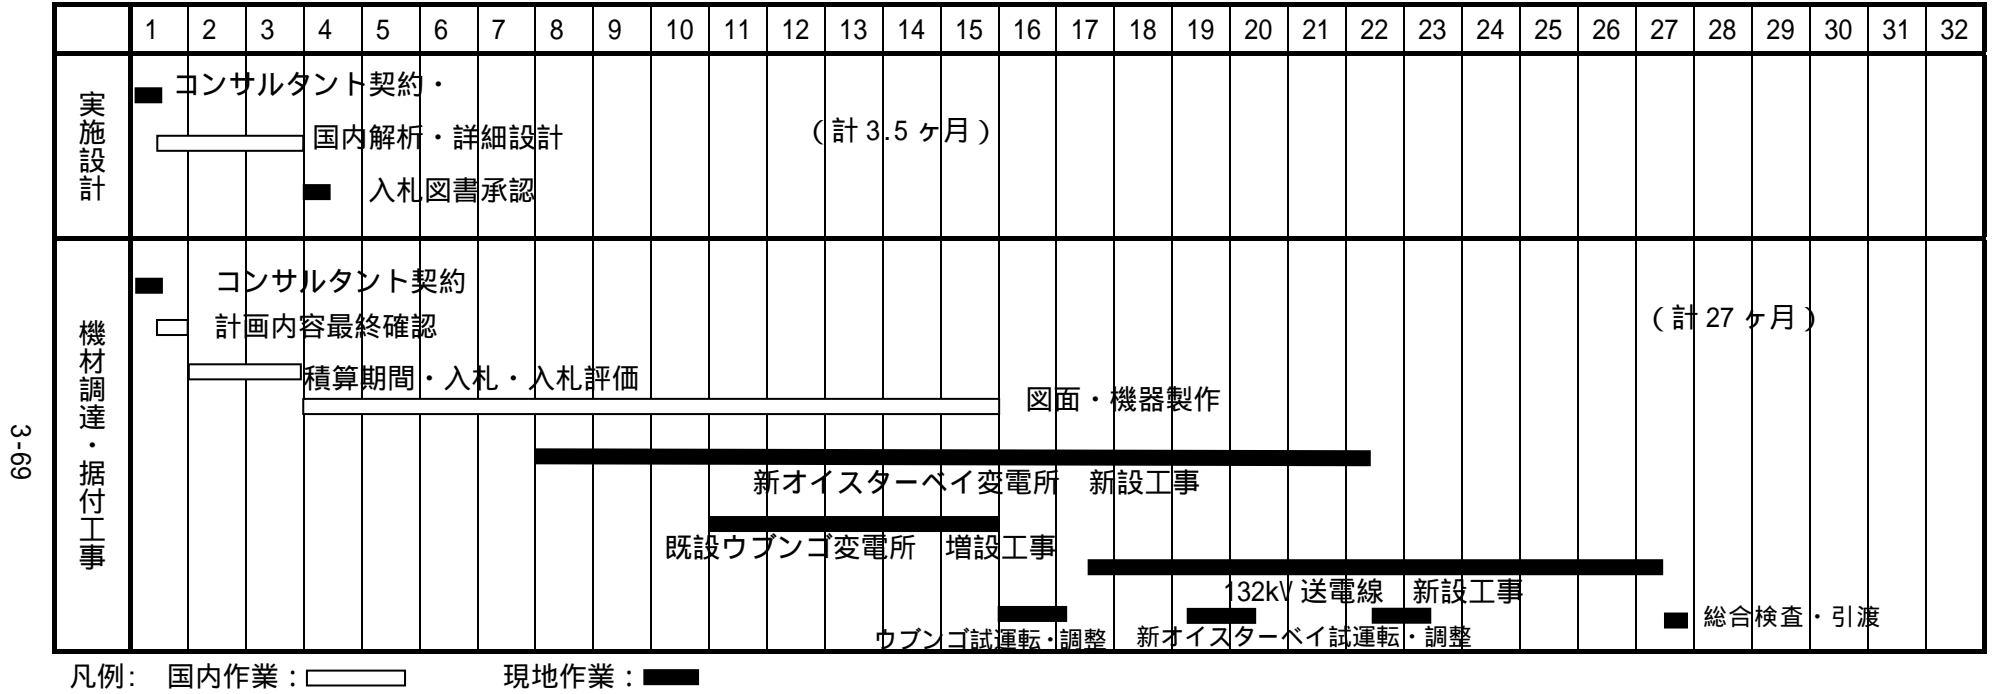 1 2 3 4 5 6 7 8 9 10 11 12 13 14 15 16 17 18 19 20 21 22 23 24 25 26 27 28 29 30 31 32
実施設計
コンサルタント契約・
国内解析・詳細設計
(計 3.5 ヶ月)
入札図書承認
機材調達・据付工事
コンサルタント契約
計画内容最終確認
(計 27 ヶ月)
積算期間・入札・入札評価
図面・機器製作
新オイスターベイ変電所 新設工事
既設ウブンゴ変電所 増設工事
132kV 送電線 新設工事
総合検査・引渡
ウブンゴ試運転・調整 新オイスターベイ試運転・調整
凡例: 国内作業: 現地作業:
3-69